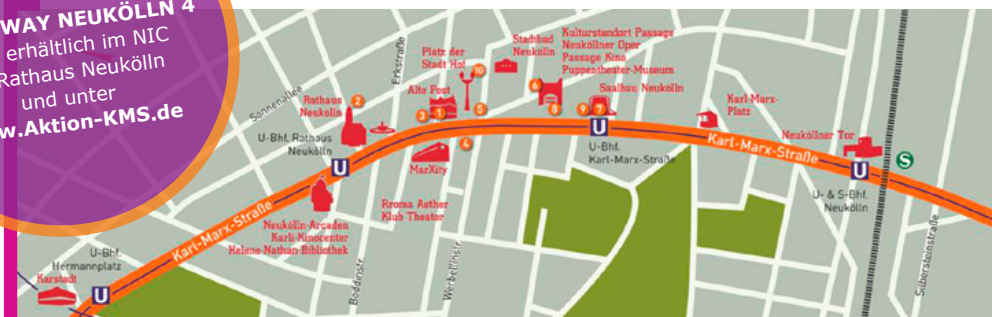 WAY NEUKÖLLN 4
erhältlich im NIC
Rathaus Neukölln
und unter
w.Aktion-KMS.de
Sonnenallee
Erkstraße
Platz der
Stadt Hof
10
Stadtbad
Neukölln
Kulturstandort Passage
Neuköllner Oper
Passage Kino
Puppentheater-Museum
Saalbau Neukölln
Rathaus
Neukölln
2
Alte Post
3
1
5
4
6
8
9
7
Karl-Marx-
Platz
Neuköllner Tor
U-Bhf. Rathaus
Neukölln
U
MarXity
U
U-Bhf.
Karl-Marx-Straße
Karl-Marx-Straße
U
S
U- & S-Bhf.
Neukölln
Rroma Aether
Klub Theater
Neukölln-Arcaden
Karli-Kinocenter
Helene-Nathan-Bibliothek
Karl-Marx-Straße
U-Bhf.
Hermannplatz
Karstadt
U
Boddinstr.
Werbellinstr.
Silbersteinstraße